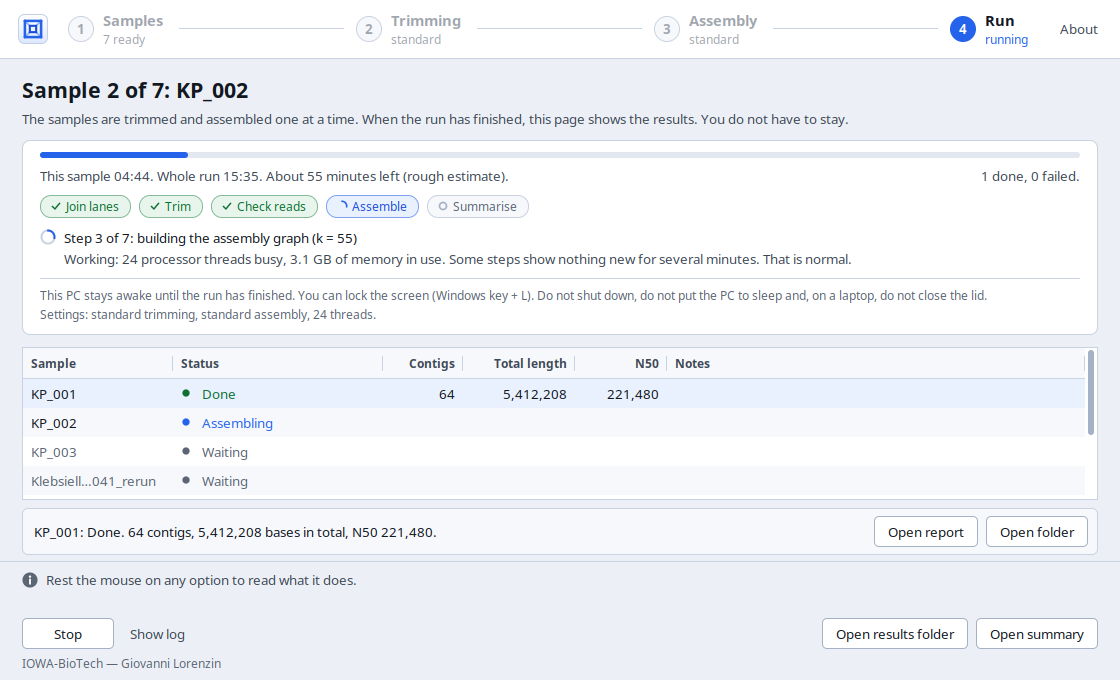 1 Samples 7 ready
2 Trimming standard
3 Assembly standard
4 Run running
About
Sample 2 of 7: KP_002
The samples are trimmed and assembled one at a time. When the run has finished, this page shows the results. You do not have to stay.
This sample 04:44. Whole run 15:35. About 55 minutes left (rough estimate). 1 done, 0 failed.
Join lanes Trim Check reads Assemble Summarise
Step 3 of 7: building the assembly graph (k = 55)
Working: 24 processor threads busy, 3.1 GB of memory in use. Some steps show nothing new for several minutes. That is normal.
This PC stays awake until the run has finished. You can lock the screen (Windows key + L). Do not shut down, do not put the PC to sleep and, on a laptop, do not close the lid.
Settings: standard trimming, standard assembly, 24 threads.
Sample Status Contigs Total length N50 Notes
KP_001 Done 64 5,412,208 221,480
KP_002 Assembling
KP_003 Waiting
Klebsiell...041_rerun Waiting
KP_001: Done. 64 contigs, 5,412,208 bases in total, N50 221,480. Open report Open folder
Rest the mouse on any option to read what it does.
Stop Show log Open results folder Open summary
IOWA-BioTech — Giovanni Lorenzin